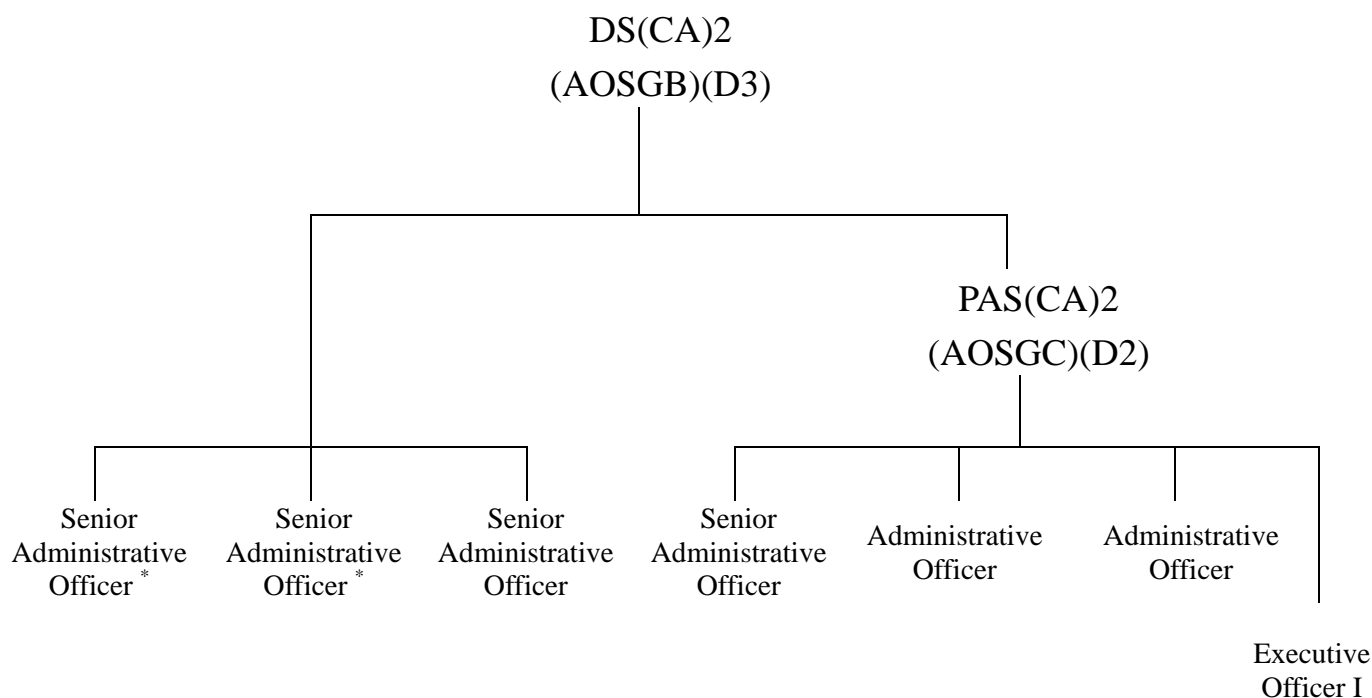 DS(CA)2
(AOSGB)(D3)
PAS(CA)2
(AOSGC)(D2)
Senior
Administrative
Officer *
Senior
Administrative
Officer *
Senior
Administrative
Officer
Senior
Administrative
Officer
Administrative
Officer
Administrative
Officer
Executive
Officer I